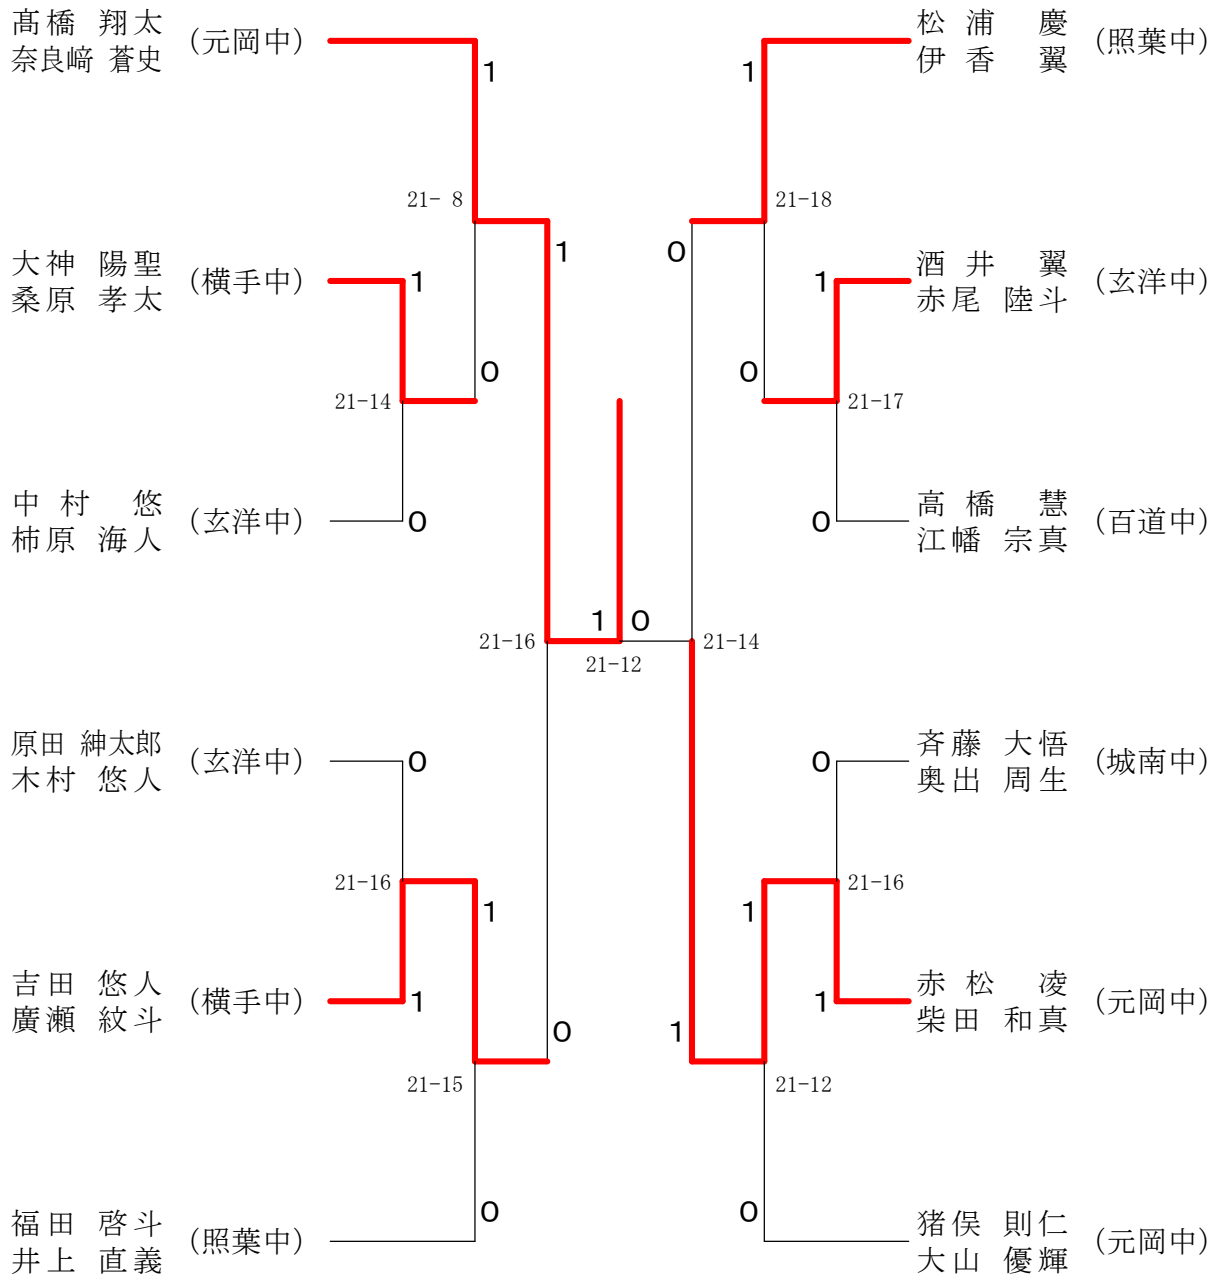 髙橋 翔太
奈良﨑 蒼史
(元岡中)
1
21- 8
1
大神 陽聖
桑原 孝太
(横手中)
1
0
21-14
中村 悠
柿原 海人
(玄洋中)
0
21-16
1
0
21-12
原田 紳太郎
木村 悠人
(玄洋中)
0
21-16
1
吉田 悠人
廣瀬 紋斗
(横手中)
1
0
21-15
福田 啓斗
井上 直義
(照葉中)
0
松浦 慶
伊香 翼
(照葉中)
1
21-18
0
酒井 翼
赤尾 陸斗
(玄洋中)
1
0
21-17
高橋 慧
江幡 宗真
(百道中)
0
21-14
斉藤 大悟
奥出 周生
(城南中)
0
21-16
1
赤松 凌
柴田 和真
(元岡中)
1
1
21-12
猪俣 則仁
大山 優輝
(元岡中)
0